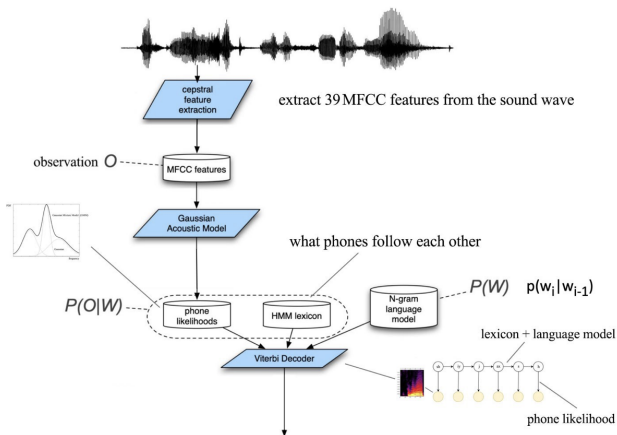 cepstral
feature
extraction
extract 39 MFCC features from the sound wave
observation O
MFCC features
Gaussian
Acoustic Model
what phones follow each other
P(O|W)
phone
likelihoods
HMM lexicon
N-gram
language
model
P(W) p(wi|wi-1)
lexicon + language model
Viterbi Decoder
phone likelihood